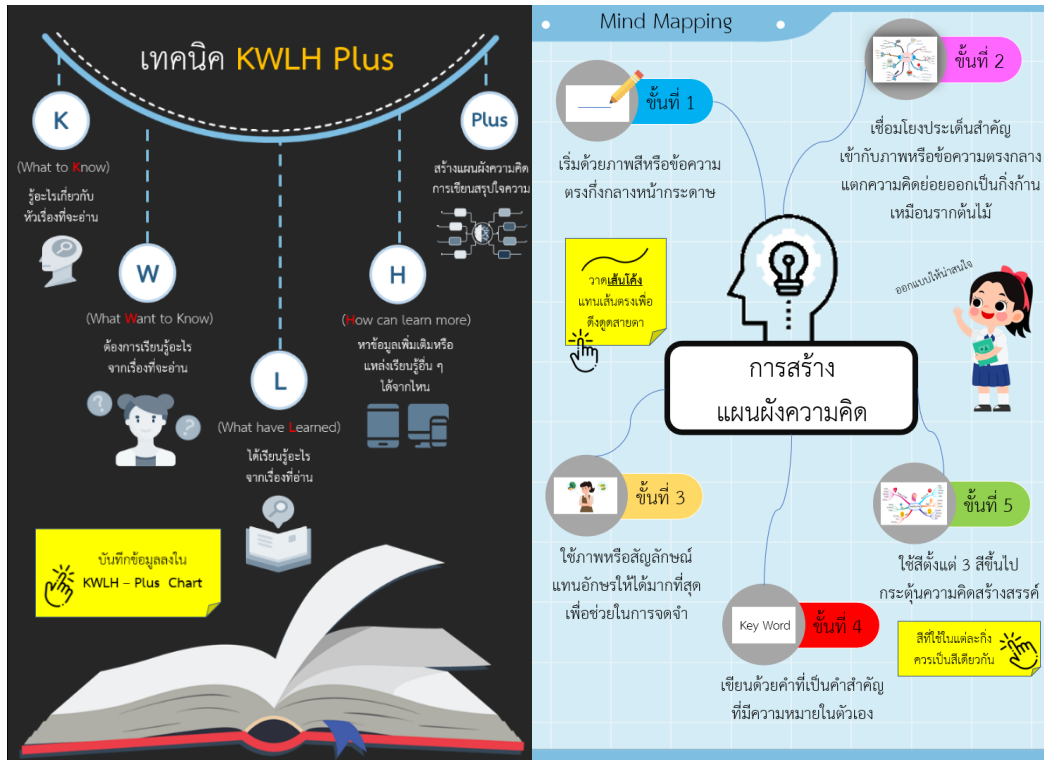 เทคนิค KWLH Plus
K
(What to Know)
รู้อะไรเกี่ยวกับ
หัวเรื่องที่จะอ่าน
W
(What Want to Know)
ต้องการเรียนรู้อะไร
จากเรื่องที่จะอ่าน
L
(What have Learned)
ได้เรียนรู้อะไร
จากเรื่องที่อ่าน
H
(How can learn more)
หาข้อมูลเพิ่มเติมหรือ
แหล่งเรียนรู้อื่น ๆ
ได้จากไหน
Plus
สร้างแผนผังความคิด
การเขียนสรุปใจความ
บันทึกข้อมูลลงใน
KWLH – Plus Chart
Mind Mapping
ขั้นที่ 1
เริ่มด้วยภาพสีหรือข้อความ
ตรงกึ่งกลางหน้ากระดาษ
ขั้นที่ 2
เชื่อมโยงประเด็นสำคัญ
เข้ากับภาพหรือข้อความตรงกลาง
แตกความคิดย่อยออกเป็นกิ่งก้าน
เหมือนรากต้นไม้
วาดเส้นโค้ง
แทนเส้นตรงเพื่อ
ดึงดูดสายตา
ออกแบบให้น่าสนใจ
การสร้าง
แผนผังความคิด
ขั้นที่ 3
ใช้ภาพหรือสัญลักษณ์
แทนอักษรให้ได้มากที่สุด
เพื่อช่วยในการจดจำ
Key Word
ขั้นที่ 4
เขียนด้วยคำที่เป็นคำสำคัญ
ที่มีความหมายในตัวเอง
ขั้นที่ 5
ใช้สีตั้งแต่ 3 สีขึ้นไป
กระตุ้นความคิดสร้างสรรค์
สีที่ใช้ในแต่ละกิ่ง
ควรเป็นสีเดียวกัน